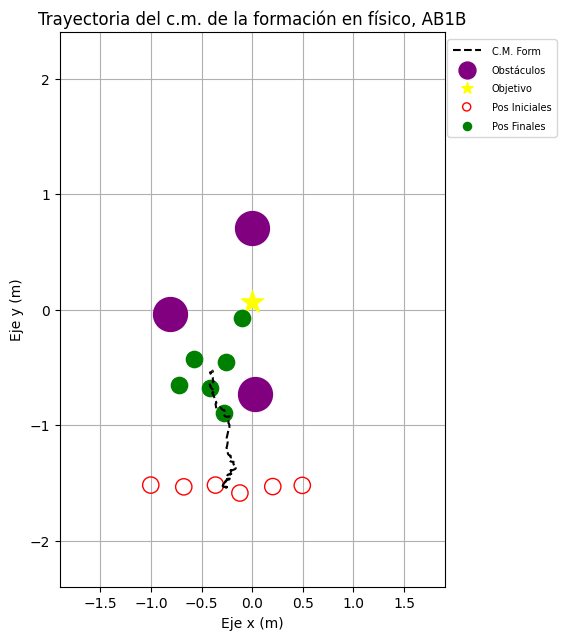 Trayectoria del c.m. de la formación en físico, AB1B
C.M. Form
Obstáculos
Objetivo
Pos Iniciales
Pos Finales
Eje y (m)
2
1
0
−1
−2
−1.5
−1.0
−0.5
0.0
0.5
1.0
1.5
Eje x (m)